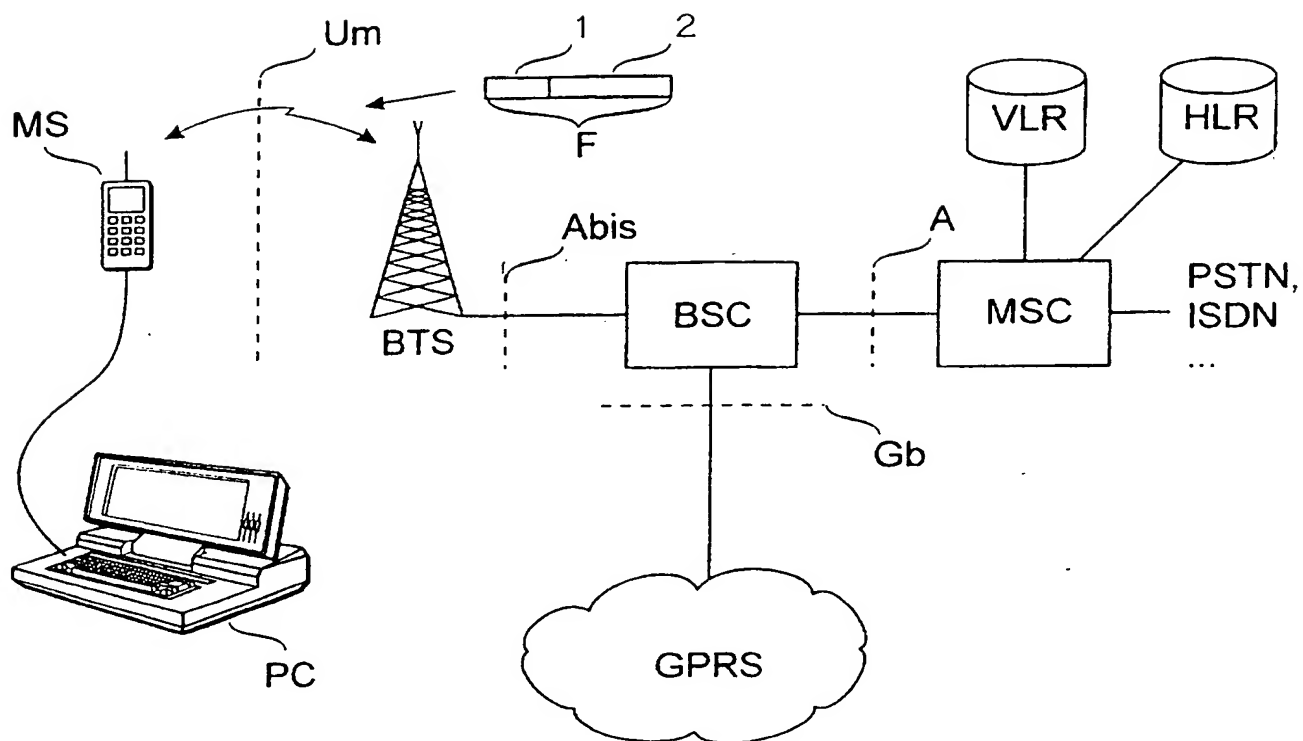 Um
1
2
F
MS
VLR
HLR
Abis
A
BTS
BSC
MSC
PSTN,
ISDN
...
Gb
PC
GPRS